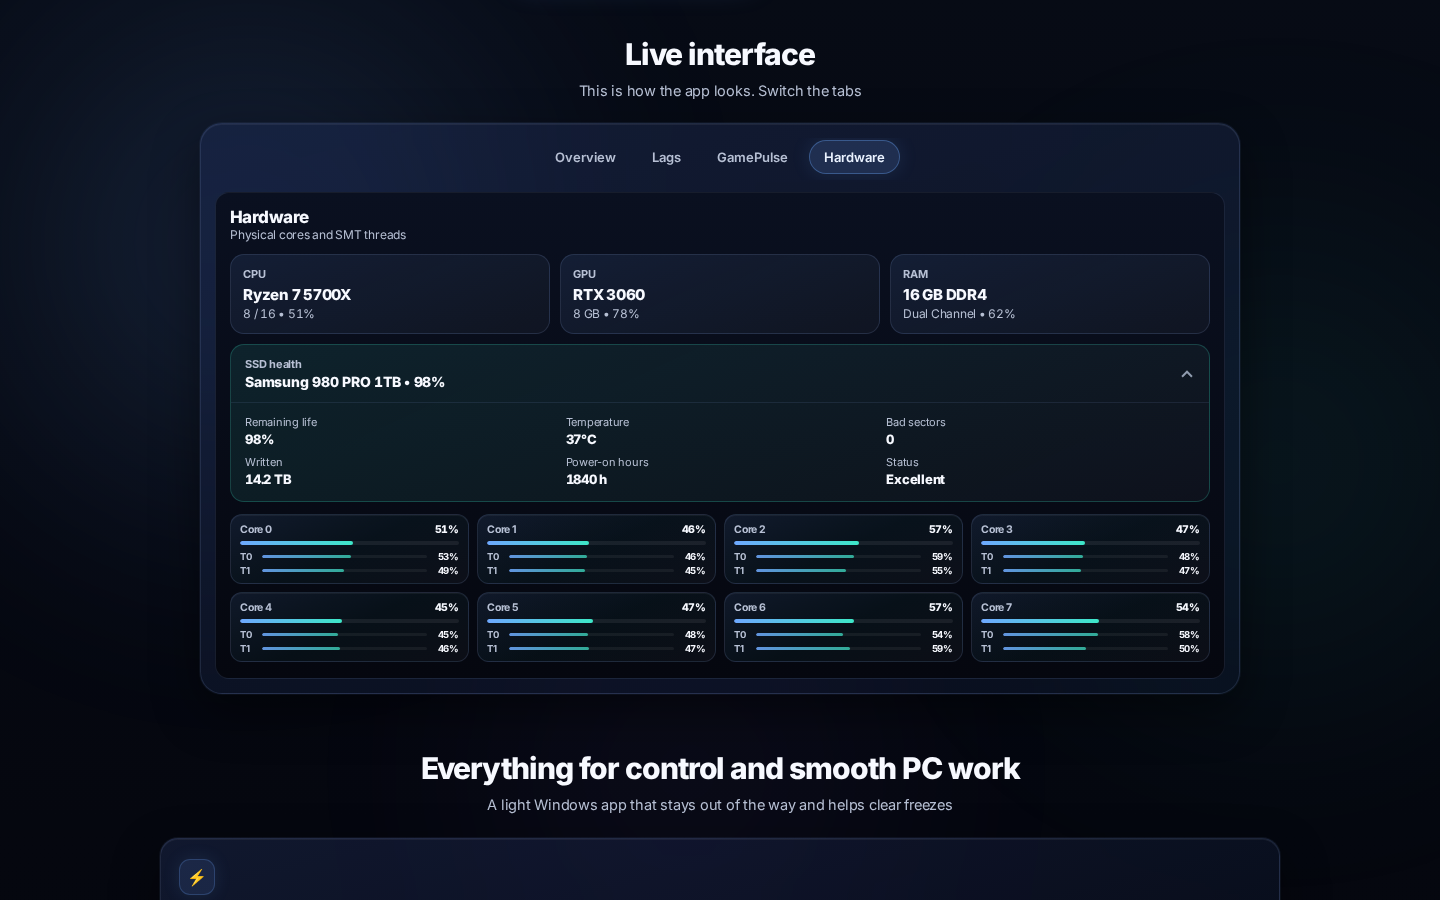 Live interface
This is how the app looks. Switch the tabs
Overview Lags GamePulse Hardware
Hardware
Physical cores and SMT threads
CPU GPU RAM
Ryzen 7 5700X RTX 3060 16 GB DDR4
8 / 16 • 51% 8 GB • 78% Dual Channel • 62%
SSD health
Samsung 980 PRO 1TB • 98%
Remaining life Temperature Bad sectors
98% 37°C 0
Written Power-on hours Status
14.2 TB 1840 h Excellent
Core 0 51% Core 1 46% Core 2 57% Core 3 47%
T0 53% T0 46% T0 59% T0 48%
T1 49% T1 45% T1 55% T1 47%
Core 4 45% Core 5 47% Core 6 57% Core 7 54%
T0 45% T0 48% T0 54% T0 58%
T1 46% T1 47% T1 59% T1 50%
Everything for control and smooth PC work
A light Windows app that stays out of the way and helps clear freezes